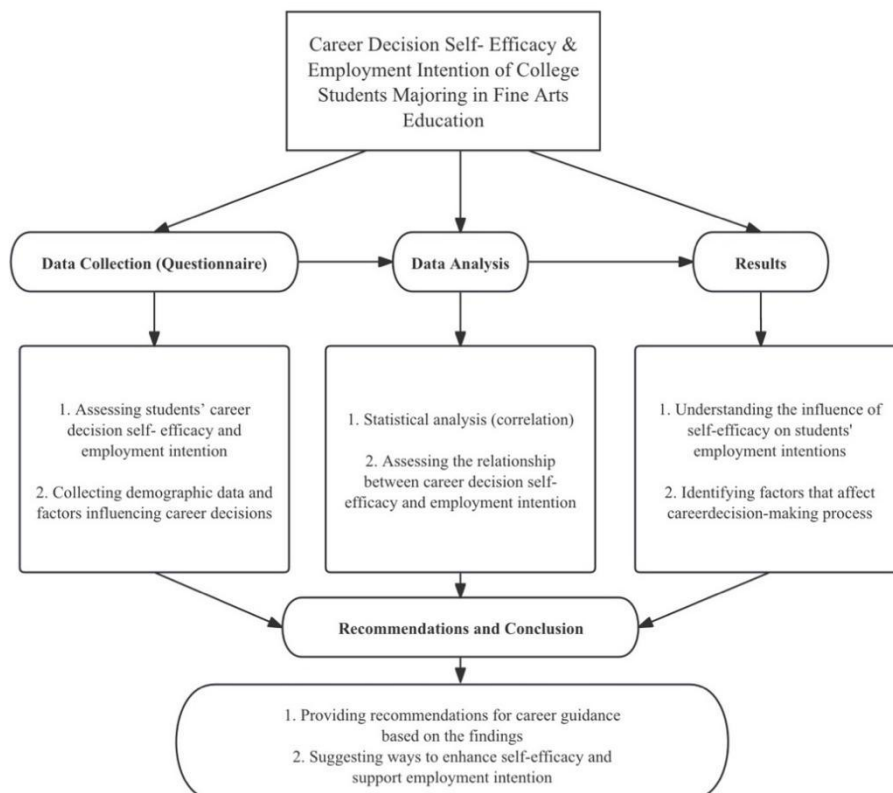 Career Decision Self- Efficacy &
Employment Intention of College
Students Majoring in Fine Arts
Education
Data Collection (Questionnaire)
Data Analysis
Results
1. Assessing students’ career
decision self- efficacy and
employment intention
2. Collecting demographic data and
factors influencing career decisions
1. Statistical analysis (correlation)
2. Assessing the relationship
between career decision self-
efficacy and employment intention
1. Understanding the influence of
self-efficacy on students'
employment intentions
2. Identifying factors that affect
careerdecision-making process
Recommendations and Conclusion
1. Providing recommendations for career guidance
based on the findings
2. Suggesting ways to enhance self-efficacy and
support employment intention